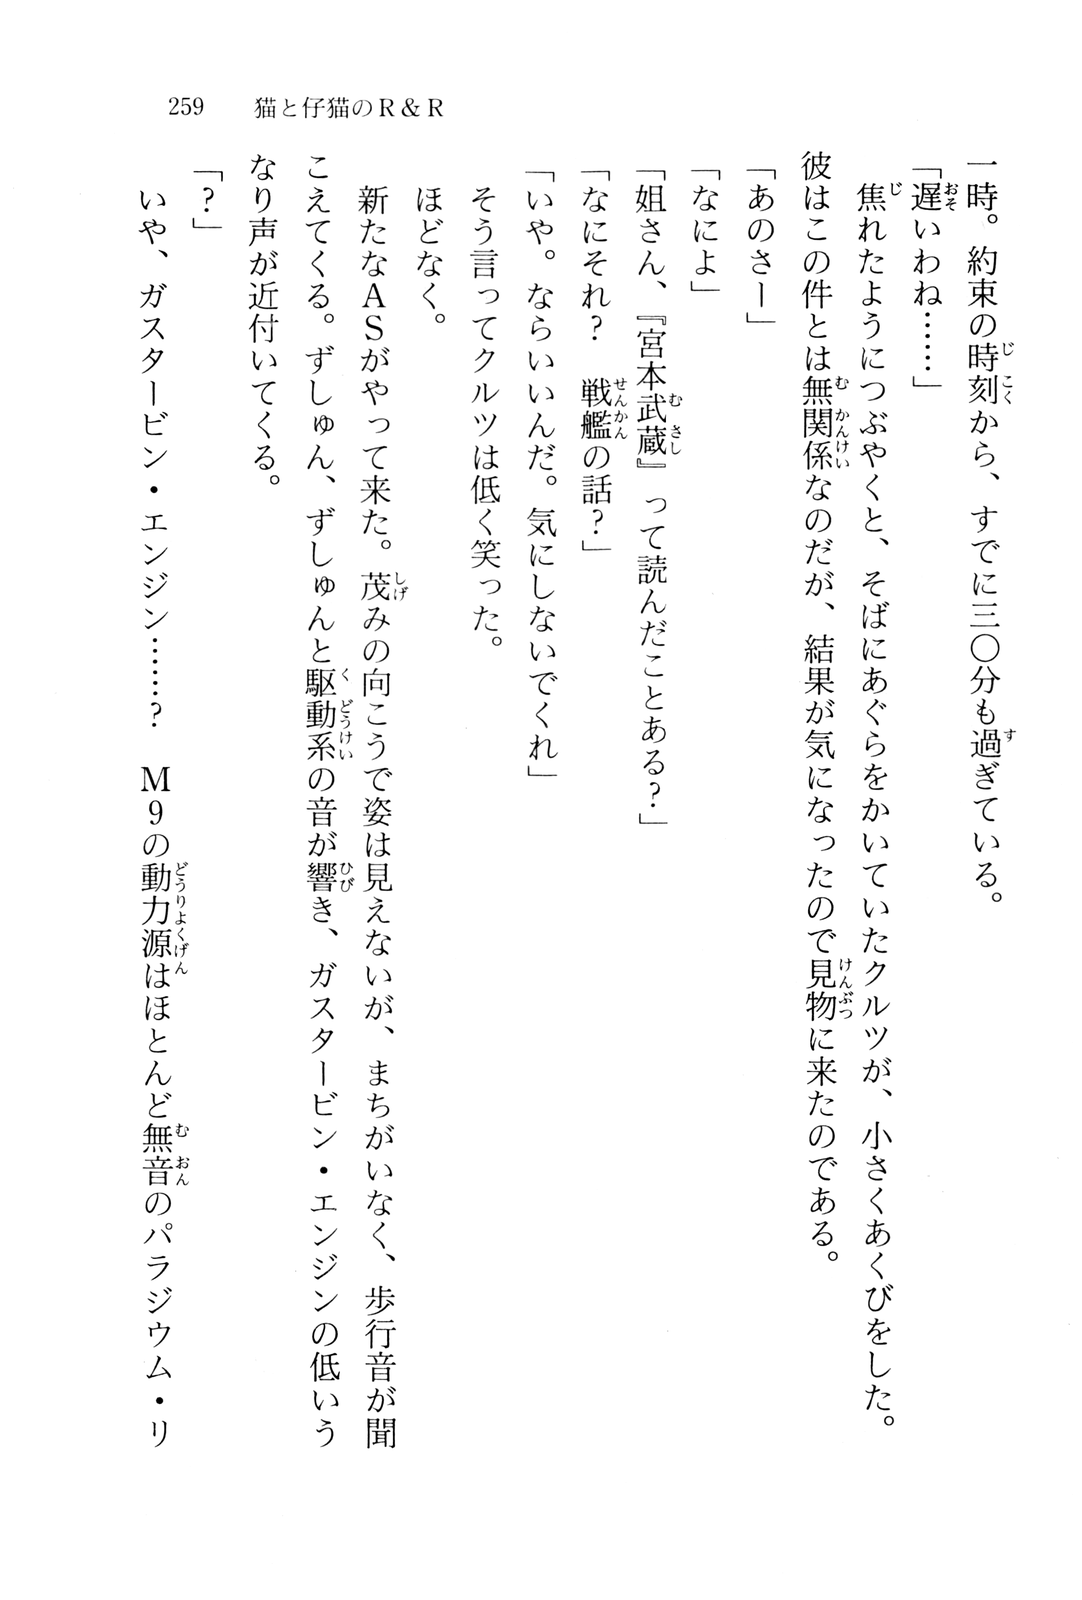 259　猫と仔猫のR＆R
一時。約束の時刻から、すでに三〇分も過ぎている。
「遅いわね……」
　焦れたようにつぶやくと、そばにあぐらをかいていたクルツが、小さくあくびをした。
彼はこの件とは無関係なのだが、結果が気になったので見物に来たのである。
「あのさー」
「なによ」
「姐さん、『宮本武蔵』って読んだことある？」
「なにそれ？　戦艦の話？」
「いや。ならいいんだ。気にしないでくれ」
　そう言ってクルツは低く笑った。
　ほどなく。
　新たなASがやって来た。茂みの向こうで姿は見えないが、まちがいなく、歩行音が聞
こえてくる。ずしゅん、ずしゅんと駆動系の音が響き、ガスタービン・エンジンの低いう
なり声が近付いてくる。
「？」
　いや、ガスタービン・エンジン……？　M9の動力源はほとんど無音のパラジウム・リ